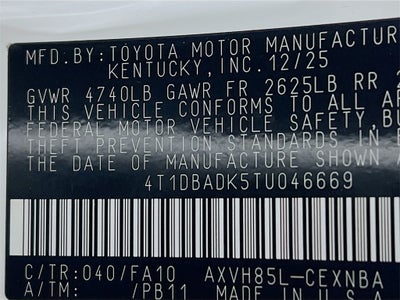 MFD.BY:TOYOTA MOTOR MANUFACTUR
KENTUCKY, INC. 12/25
GVWR 4740LB GAWR FR 2625LB RR
THIS VEHICLE CONFORMS TO ALL
FEDERAL MOTOR VEHICLE SAFETY,
THEFT PREVENTION STANDARDS IN
THE DATE OF MANUFACTURE SHOWN
4T1DBADK5TU046669
C/TR:040/FA10 AXVH85L-CEXNBA
A/TM: /PB11 MADE IN U.S.A